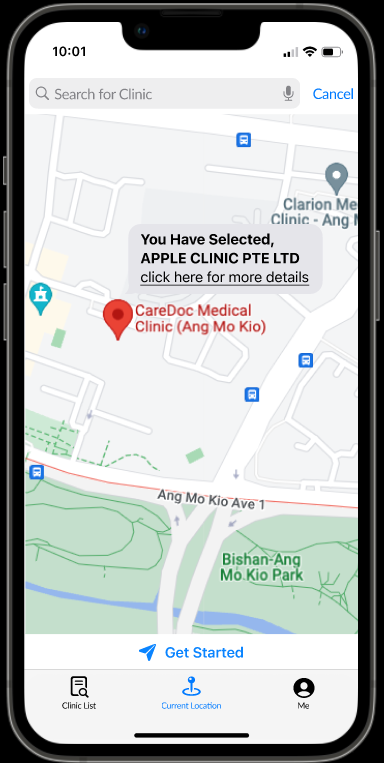 10:01
Search for Clinic
Cancel
Clarion Me
Clinic - Ang M
You Have Selected,
APPLE CLINIC PTE LTD
click here for more details
CareDoc Medical
Clinic (Ang Mo Kio)
Ang Mo Kio Ave 1
Bishan-Ang
Mo Kio Park
Get Started
Clinic List
Current Location
Me